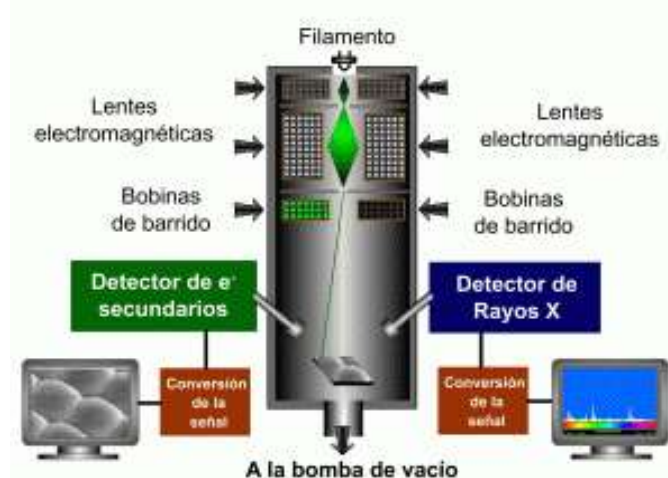 Filamento
Lentes
electromagnéticas
Lentes
electromagnéticas
Bobinas
de barrido
Bobinas
de barrido
Detector de e-
secundarios
Detector de
Rayos X
Conversión
de la
señal
Conversión
de la
señal
A la bomba de vacio